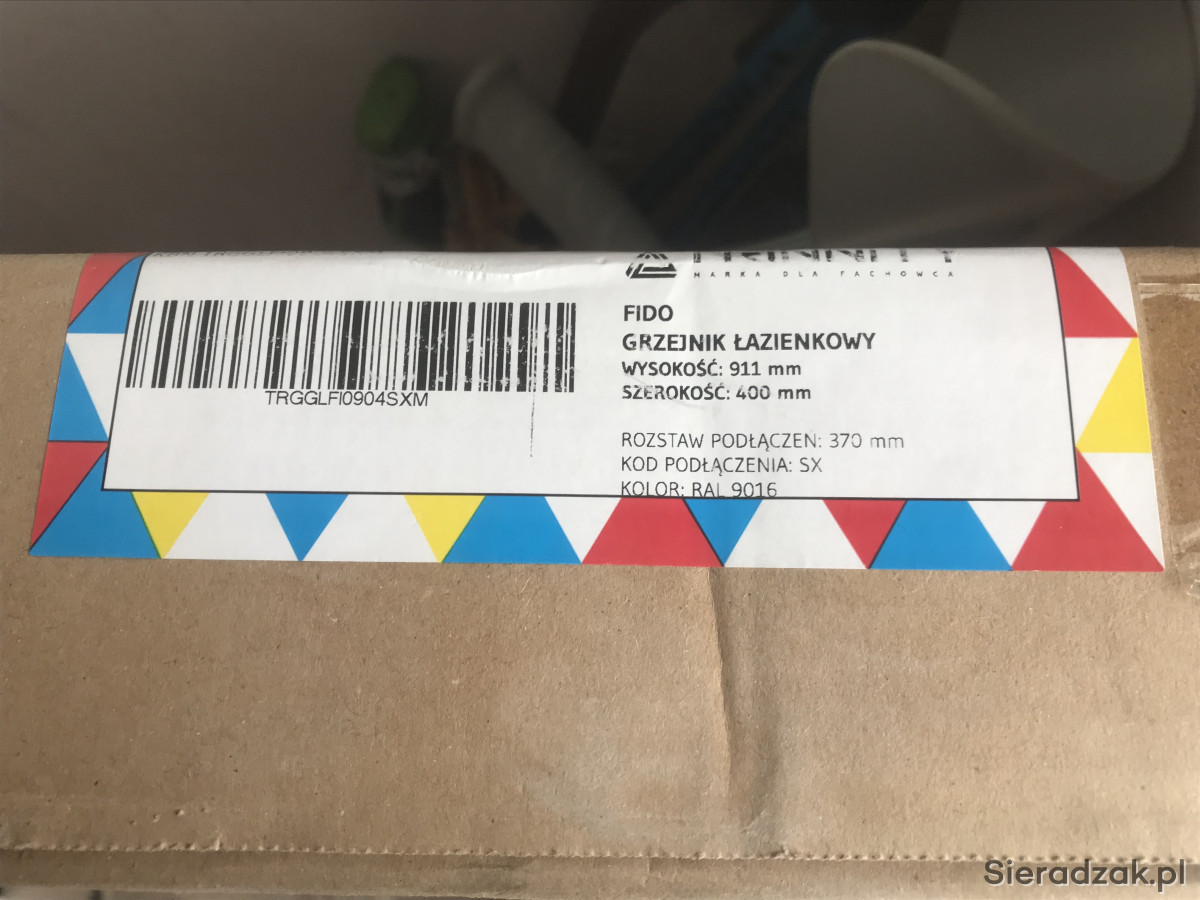 MARKA DLA FACHOWCA
TRGGLFI0904SXM
FIDO
GRZEJNIK ŁAZIENKOWY
WYSOKOŚĆ: 911 mm
SZEROKOŚĆ: 400 mm
ROZSTAW PODŁĄCZEŃ: 370 mm
KOD PODŁĄCZENIA: SX
KOLOR: RAL 9016
Sieradzak.pl